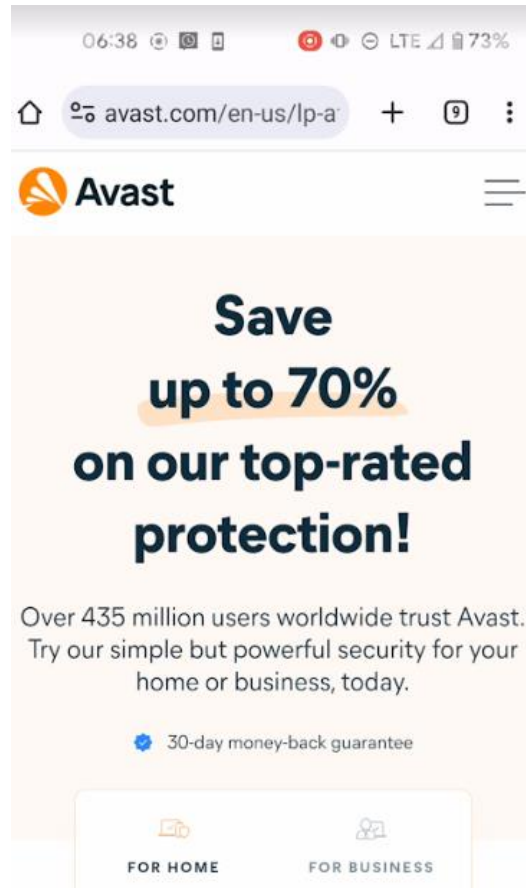 06:38 LTE 73%
avast.com/en-us/lp-a 9
Avast
Save
up to 70%
on our top-rated
protection!
Over 435 million users worldwide trust Avast.
Try our simple but powerful security for your
home or business, today.
30-day money-back guarantee
FOR HOME FOR BUSINESS